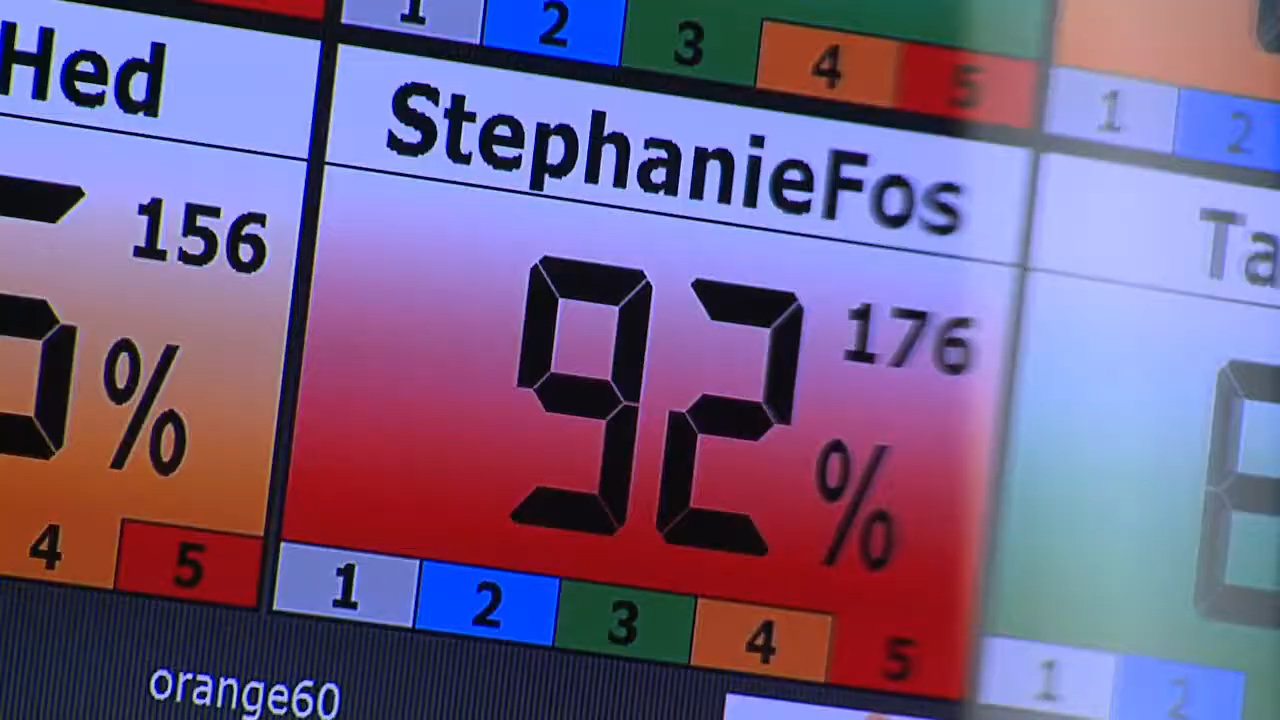 1 2 3 4 5
1 2
Hed
StephanieFos
Ta
156
92 176
%
%
4 5
1 2 3 4 5
1 2
orange60